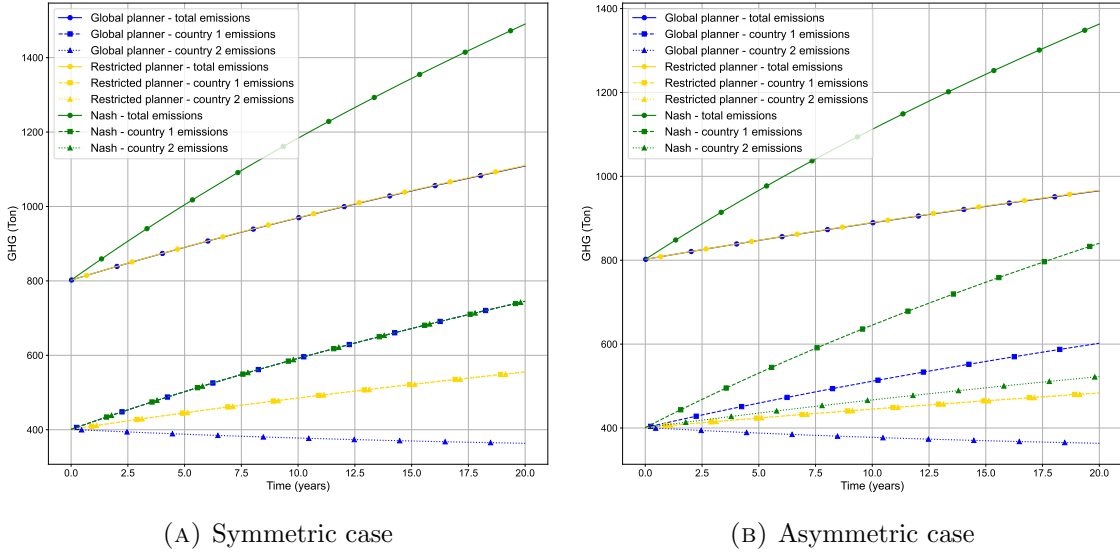 Global planner - total emissions
Global planner - country 1 emissions
Global planner - country 2 emissions
Restricted planner - total emissions
Restricted planner - country 1 emissions
Restricted planner - country 2 emissions
Nash - total emissions
Nash - country 1 emissions
Nash - country 2 emissions
GHG (Ton)
1400
1200
1000
800
600
400
0.0 2.5 5.0 7.5 10.0 12.5 15.0 17.5 20.0
Time (years)
(A) Symmetric case
Global planner - total emissions
Global planner - country 1 emissions
Global planner - country 2 emissions
Restricted planner - total emissions
Restricted planner - country 1 emissions
Restricted planner - country 2 emissions
Nash - total emissions
Nash - country 1 emissions
Nash - country 2 emissions
GHG (Ton)
1400
1200
1000
800
600
400
0.0 2.5 5.0 7.5 10.0 12.5 15.0 17.5 20.0
Time (years)
(B) Asymmetric case